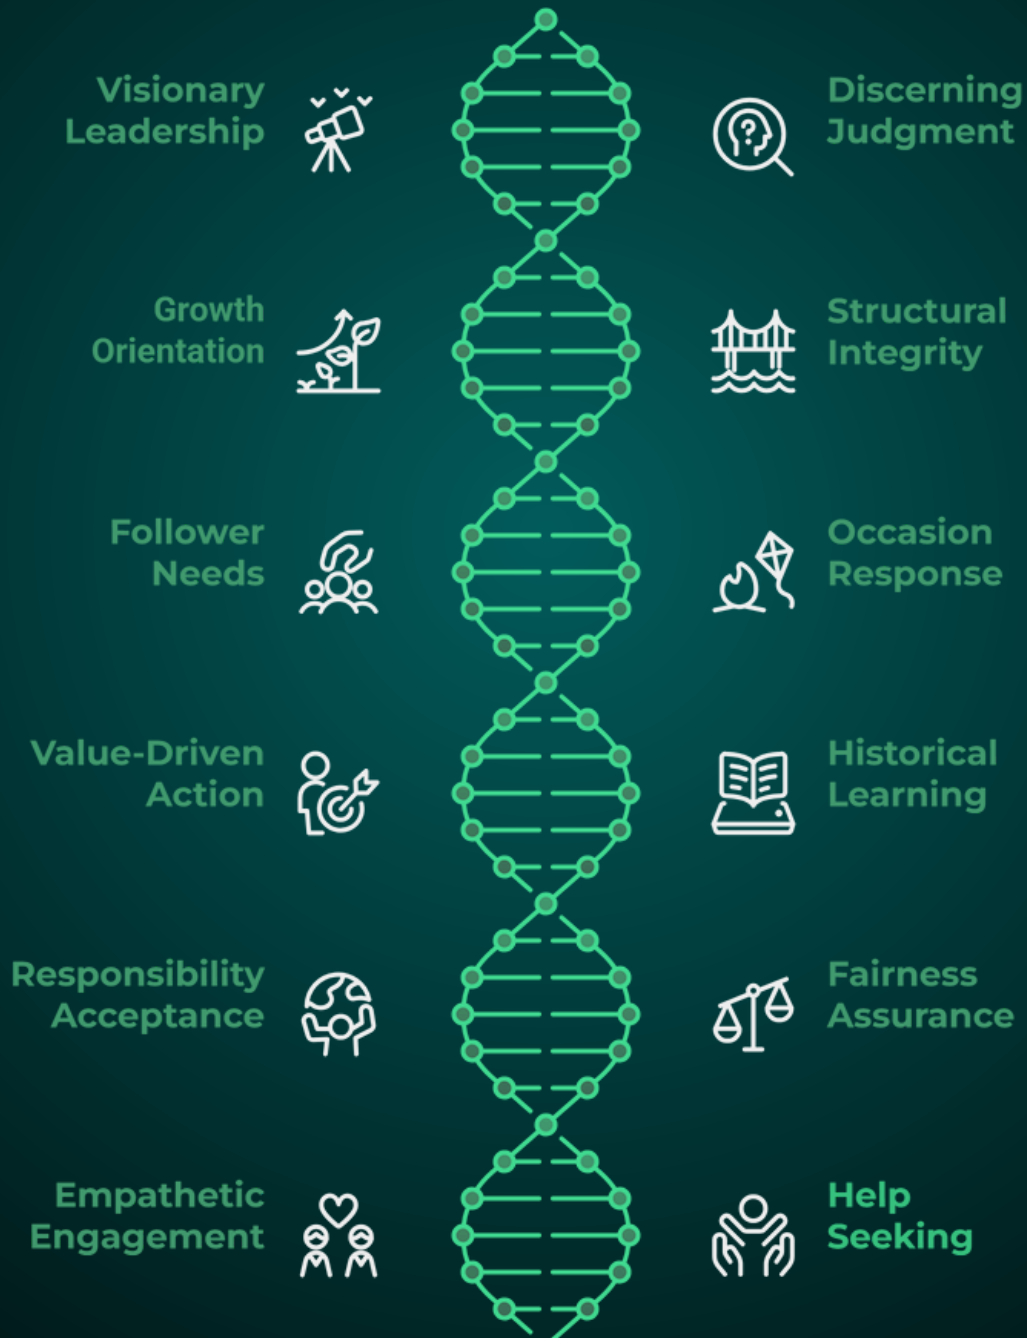 Visionary
Leadership
Discerning
Judgment
Growth
Orientation
Structural
Integrity
Follower
Needs
Occasion
Response
Value-Driven
Action
Historical
Learning
Responsibility
Acceptance
Fairness
Assurance
Empathetic
Engagement
Help
Seeking